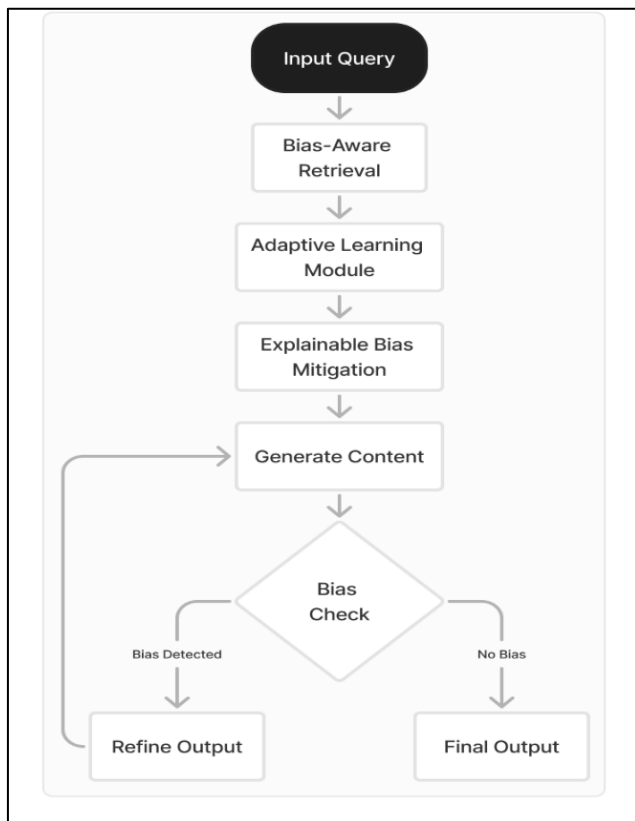 Input Query
Bias-Aware
Retrieval
Adaptive Learning
Module
Explainable Bias
Mitigation
Generate Content
Bias
Check
Bias Detected
No Bias
Refine Output
Final Output